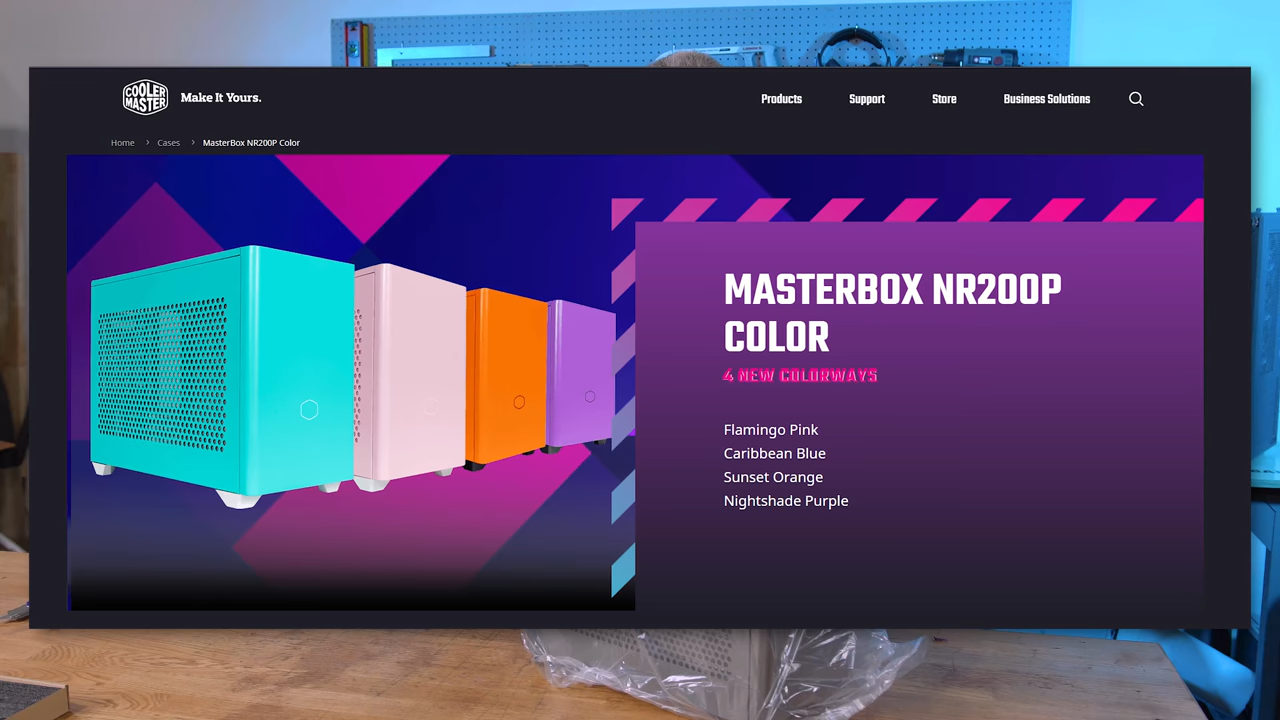 COOLER
MASTER
Make It Yours.
Products
Support
Store
Business Solutions
Home
Cases
MasterBox NR200P Color
MASTERBOX NR200P
COLOR
4 NEW COLORWAYS
Flamingo Pink
Caribbean Blue
Sunset Orange
Nightshade Purple